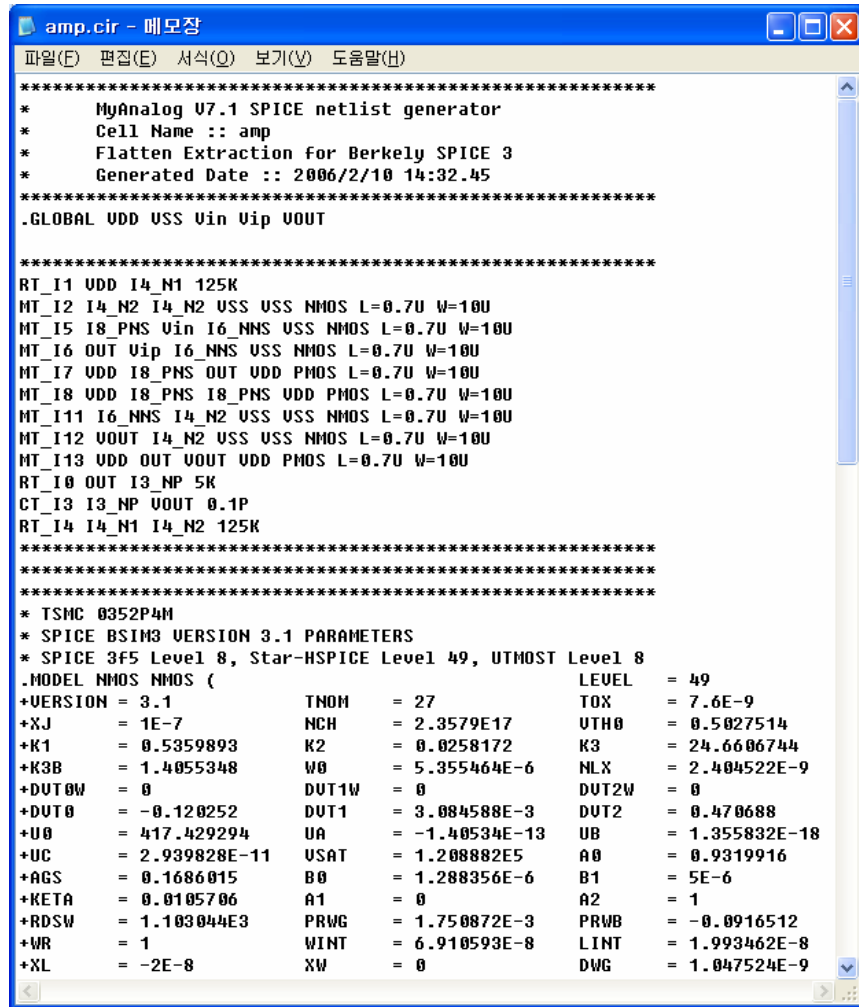 amp.cir - 메모장
파일(F) 편집(E) 서식(O) 보기(V) 도움말(H)
***********************************************************
* MyAnalog V7.1 SPICE netlist generator
* Cell Name :: amp
* Flatten Extraction for Berkely SPICE 3
* Generated Date :: 2006/2/10 14:32.45
***********************************************************
.GLOBAL VDD VSS Vin Vip VOUT
***********************************************************
RT_I1 VDD I4_N1 125K
MT_I2 I4_N2 I4_N2 VSS VSS NMOS L=0.7U W=10U
MT_I5 I8_PNS Vin I6_NNS VSS NMOS L=0.7U W=10U
MT_I6 OUT Vip I6_NNS VSS NMOS L=0.7U W=10U
MT_I7 VDD I8_PNS OUT VDD PMOS L=0.7U W=10U
MT_I8 VDD I8_PNS I8_PNS VDD PMOS L=0.7U W=10U
MT_I11 I6_NNS I4_N2 VSS VSS NMOS L=0.7U W=10U
MT_I12 VOUT I4_N2 VSS VSS NMOS L=0.7U W=10U
MT_I13 VDD OUT VOUT VDD PMOS L=0.7U W=10U
RT_I0 OUT I3_NP 5K
CT_I3 I3_NP VOUT 0.1P
RT_I4 I4_N1 I4_N2 125K
***********************************************************
***********************************************************
***********************************************************
* TSMC 0352P4M
* SPICE BSIM3 VERSION 3.1 PARAMETERS
* SPICE 3f5 Level 8, Star-HSPICE Level 49, UTMOST Level 8
.MODEL NMOS NMOS ( LEVEL = 49
+VERSION = 3.1 TNOM = 27 TOX = 7.6E-9
+XJ = 1E-7 NCH = 2.3579E17 VTH0 = 0.5027514
+K1 = 0.5359893 K2 = 0.0258172 K3 = 24.6606744
+K3B = 1.4055348 W0 = 5.355464E-6 NLX = 2.404522E-9
+DVT0W = 0 DVT1W = 0 DVT2W = 0
+DVT0 = -0.120252 DVT1 = 3.084588E-3 DVT2 = 0.470688
+U0 = 417.429294 UA = -1.40534E-13 UB = 1.355832E-18
+UC = 2.939828E-11 VSAT = 1.208882E5 A0 = 0.9319916
+AGS = 0.1686015 B0 = 1.288356E-6 B1 = 5E-6
+KETA = 0.0105706 A1 = 0 A2 = 1
+RDSW = 1.103044E3 PRWG = 1.750872E-3 PRWB = -0.0916512
+WR = 1 WINT = 6.910593E-8 LINT = 1.993462E-8
+XL = -2E-8 XW = 0 DWG = 1.047524E-9